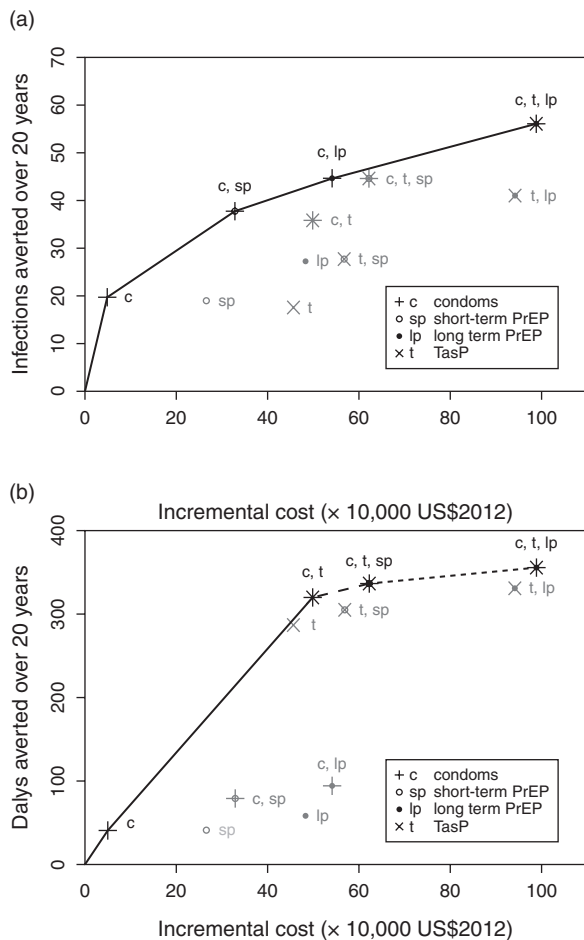 (a)
Infections averted over 20 years
70
60
50
40
30
20
10
0
c, t, lp
c, lp
c, t, sp
c, sp
t, lp
c, t
lp
t, sp
c
sp
t
c condoms
sp short-term PrEP
lp long term PrEP
t TasP
0 20 40 60 80 100
Incremental cost (× 10,000 US$2012)
(b)
Dalys averted over 20 years
400
300
200
100
0
c, t, lp
c, t, sp
c, t
t, lp
t, sp
t
c, lp
c, sp
lp
c
sp
c condoms
sp short-term PrEP
lp long term PrEP
t TasP
0 20 40 60 80 100
Incremental cost (× 10,000 US$2012)